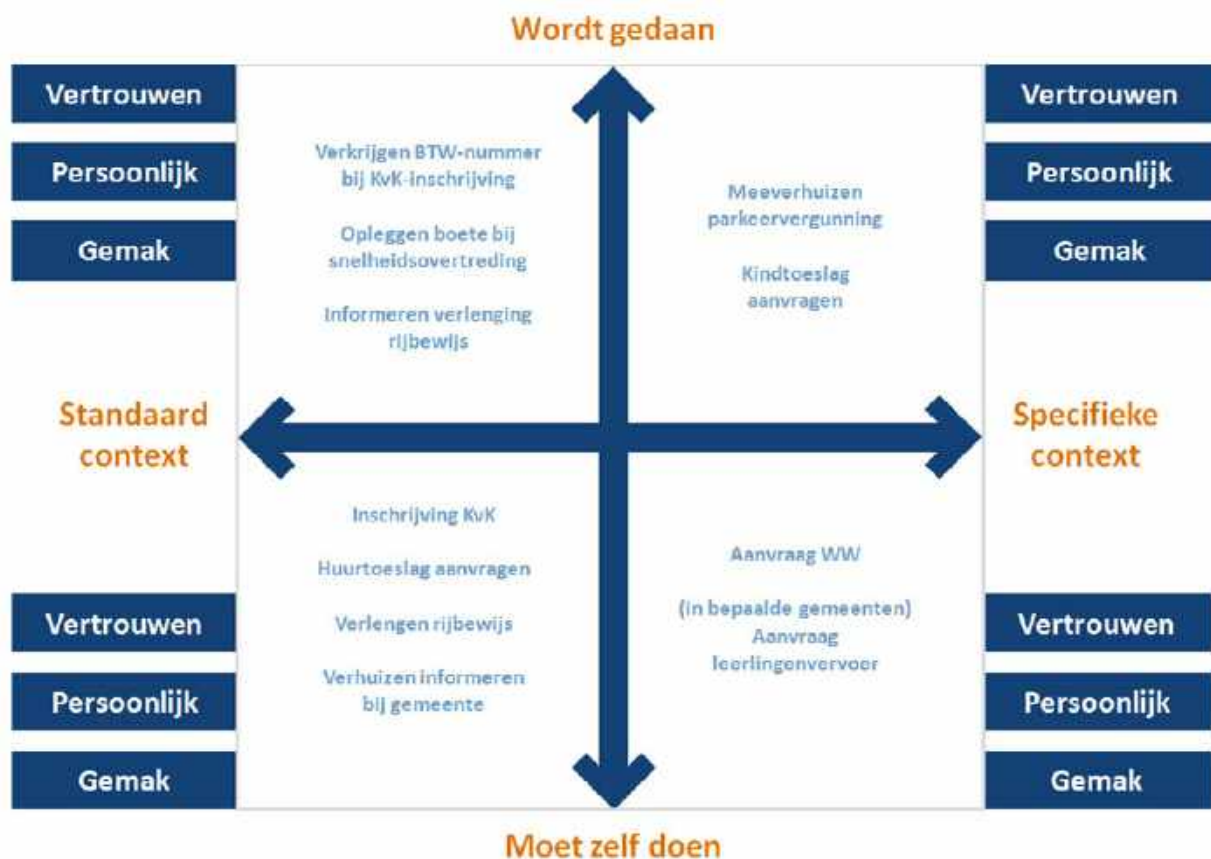 Wordt gedaan
Vertrouwen
Persoonlijk
Gemak
Verkrijgen BTW-nummer
bij KvK-inschrijving
Opleggen boete bij
snelheidsovertreding
Informeren verlenging
rijbewijs
Meeverhuizen
parkeervergunning
Kindtoeslag
aanvragen
Vertrouwen
Persoonlijk
Gemak
Standaard
context
Specifieke
context
Inschrijving KvK
Huurtoeslag aanvragen
Verlengen rijbewijs
Verhuizen informeren
bij gemeente
Aanvraag WW
(in bepaalde gemeenten)
Aanvraag
leerlingenvervoer
Vertrouwen
Persoonlijk
Gemak
Vertrouwen
Persoonlijk
Gemak
Moet zelf doen